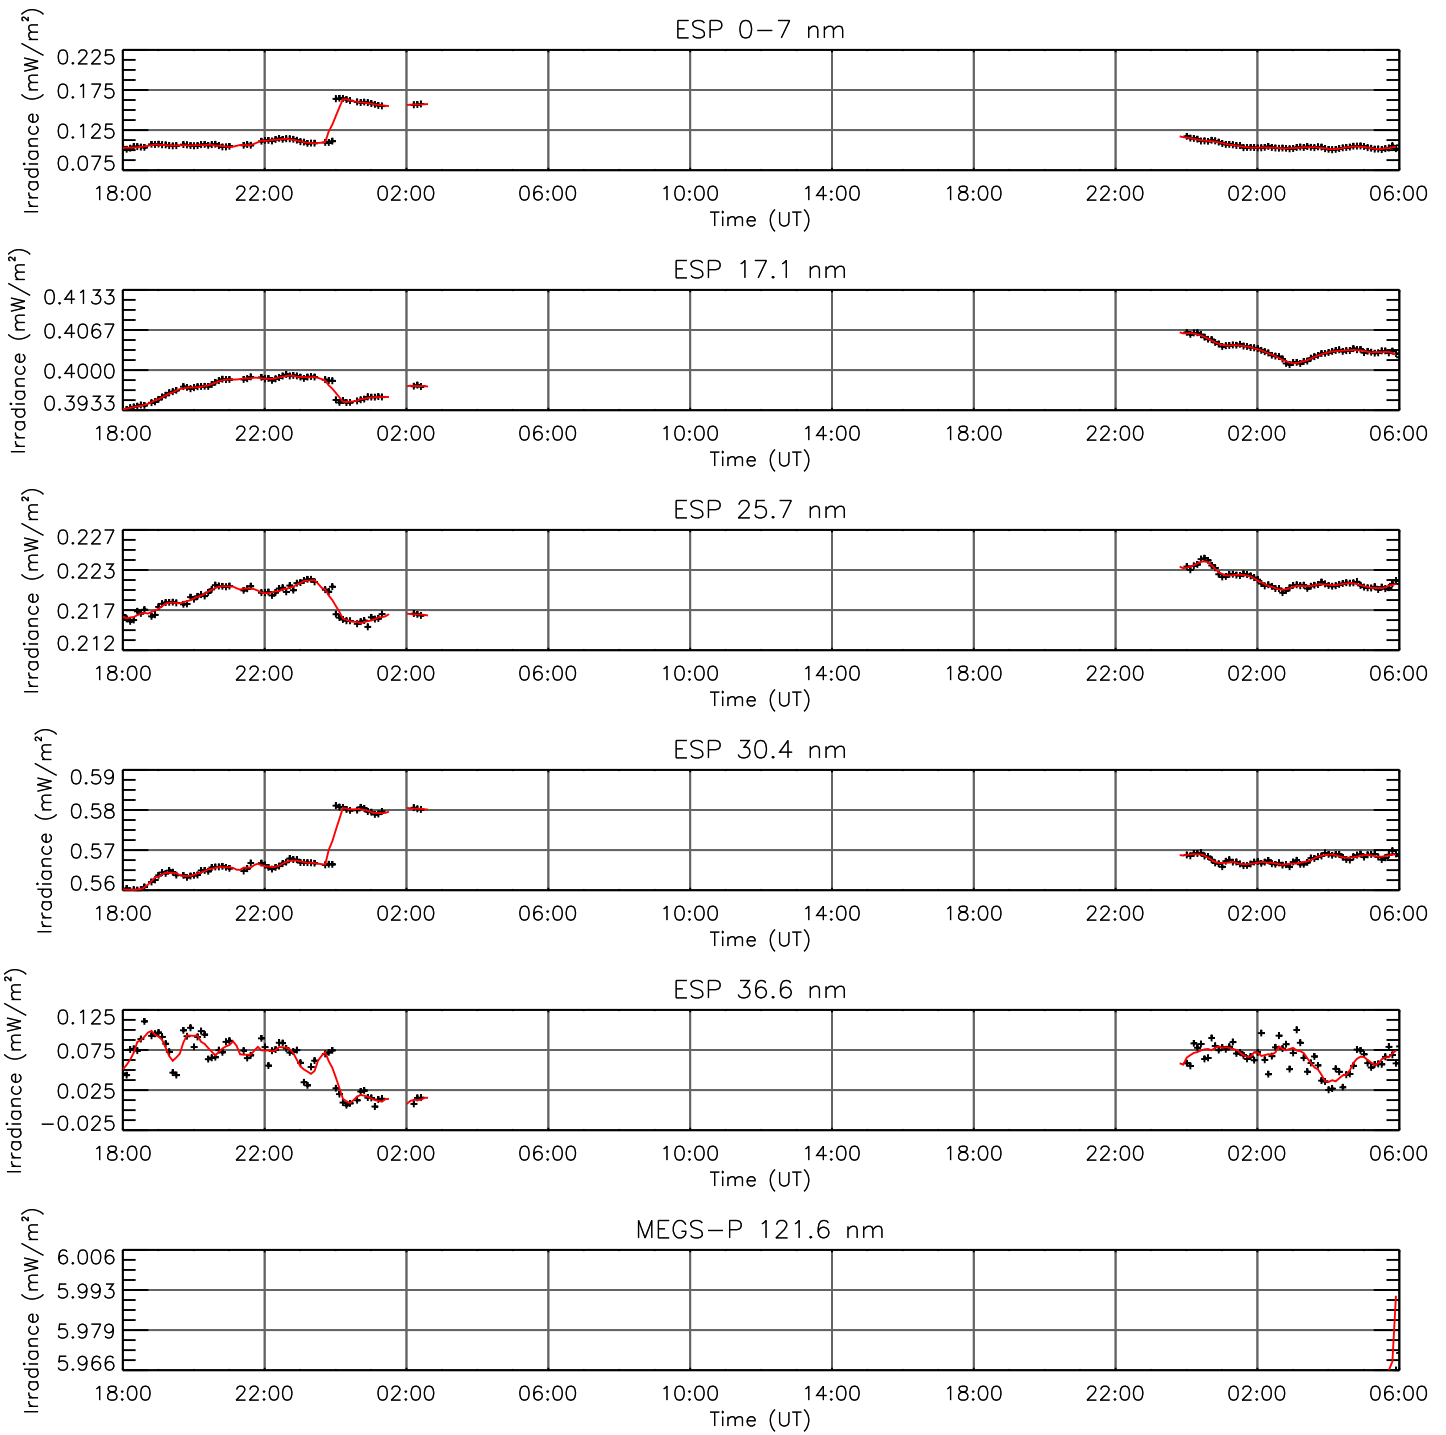 ESP 0−7 nm
Irradiance (mW/m²)
0.225
0.175
0.125
0.075
18:00 22:00 02:00 06:00 10:00 14:00 18:00 22:00 02:00 06:00
Time (UT)
ESP 17.1 nm
Irradiance (mW/m²)
0.4133
0.4067
0.4000
0.3933
18:00 22:00 02:00 06:00 10:00 14:00 18:00 22:00 02:00 06:00
Time (UT)
ESP 25.7 nm
Irradiance (mW/m²)
0.227
0.223
0.217
0.212
18:00 22:00 02:00 06:00 10:00 14:00 18:00 22:00 02:00 06:00
Time (UT)
ESP 30.4 nm
Irradiance (mW/m²)
0.59
0.58
0.57
0.56
18:00 22:00 02:00 06:00 10:00 14:00 18:00 22:00 02:00 06:00
Time (UT)
ESP 36.6 nm
Irradiance (mW/m²)
0.125
0.075
0.025
−0.025
18:00 22:00 02:00 06:00 10:00 14:00 18:00 22:00 02:00 06:00
Time (UT)
MEGS−P 121.6 nm
Irradiance (mW/m²)
6.006
5.993
5.979
5.966
18:00 22:00 02:00 06:00 10:00 14:00 18:00 22:00 02:00 06:00
Time (UT)